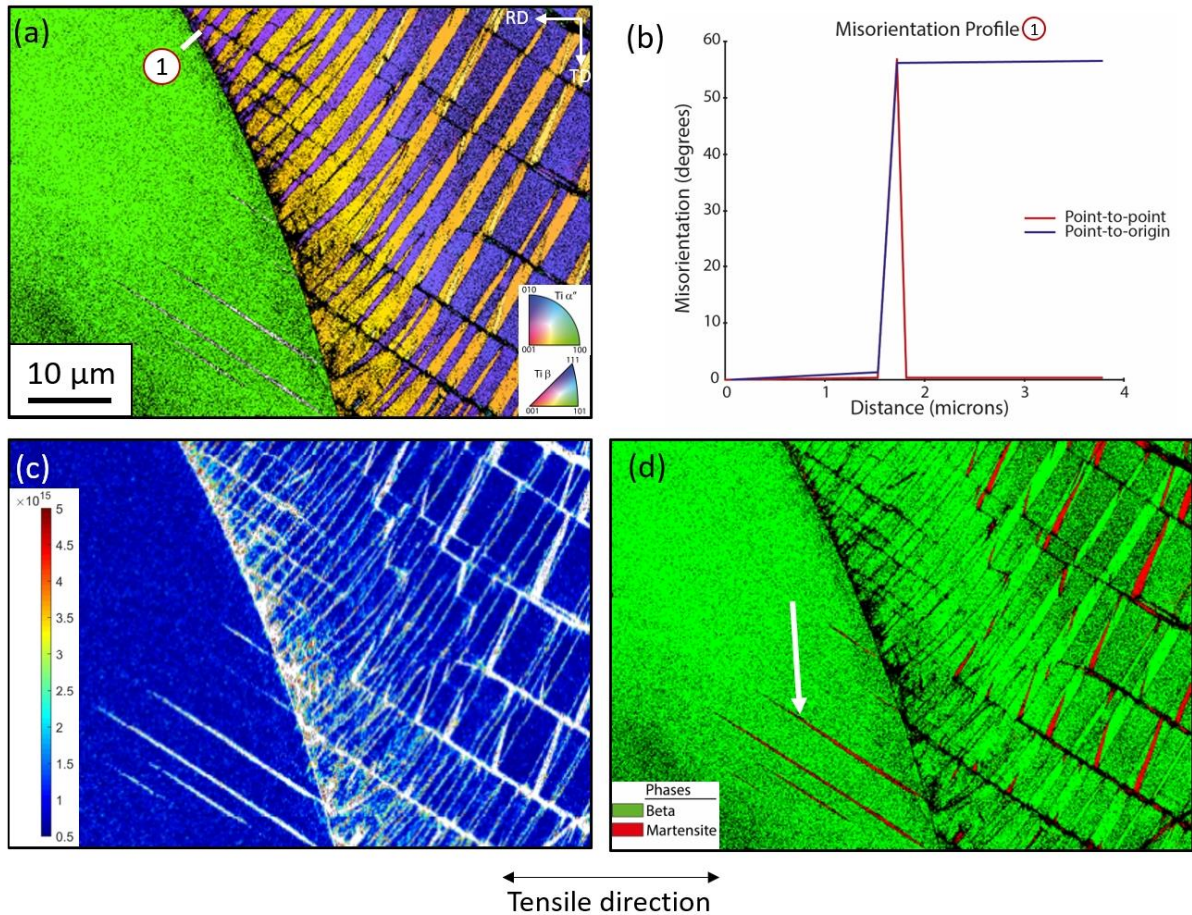 (a)
RD
TD
1
Ti α"
010
001
100
Ti β
111
001
101
10 μm
(b)
Misorientation Profile 1
60
50
40
30
20
10
0
Misorientation (degrees)
0
1
2
3
4
Distance (microns)
Point-to-point
Point-to-origin
(c)
×10¹⁵
5
4.5
4
3.5
3
2.5
2
1.5
1
0.5
(d)
Phases
Beta
Martensite
Tensile direction